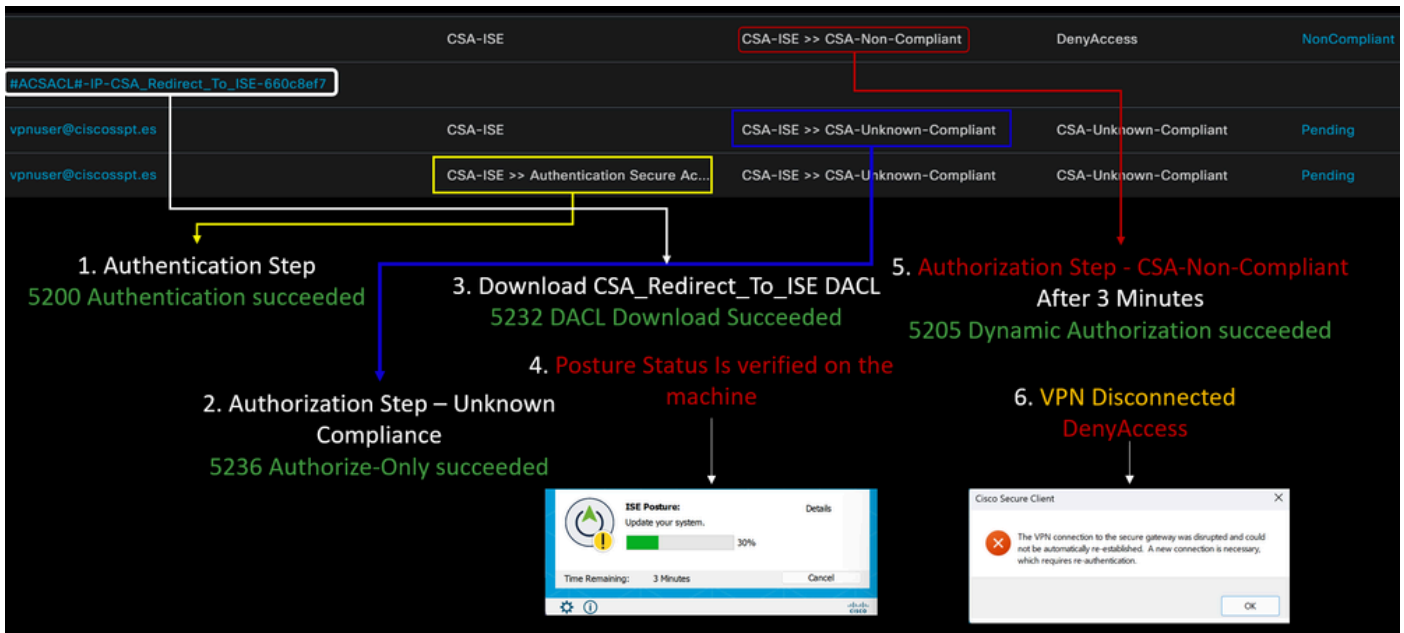 CSA-ISE CSA-ISE >> CSA-Non-Compliant DenyAccess NonCompliant
#ACSACL#-IP-CSA_Redirect_To_ISE-660c8ef7
vpnuser@ciscosspt.es CSA-ISE CSA-ISE >> CSA-Unknown-Compliant CSA-Unknown-Compliant Pending
vpnuser@ciscosspt.es CSA-ISE >> Authentication Secure Ac... CSA-ISE >> CSA-Unknown-Compliant CSA-Unknown-Compliant Pending
1. Authentication Step
5200 Authentication succeeded
2. Authorization Step – Unknown
Compliance
5236 Authorize-Only succeeded
3. Download CSA_Redirect_To_ISE DACL
5232 DACL Download Succeeded
4. Posture Status Is verified on the
machine
ISE Posture:
Details
Update your system.
30%
Time Remaining: 3 Minutes
Cancel
cisco
5. Authorization Step - CSA-Non-Compliant
After 3 Minutes
5205 Dynamic Authorization succeeded
6. VPN Disconnected
DenyAccess
Cisco Secure Client
The VPN connection to the secure gateway was disrupted and could
not be automatically re-established. A new connection is necessary,
which requires re-authentication.
OK